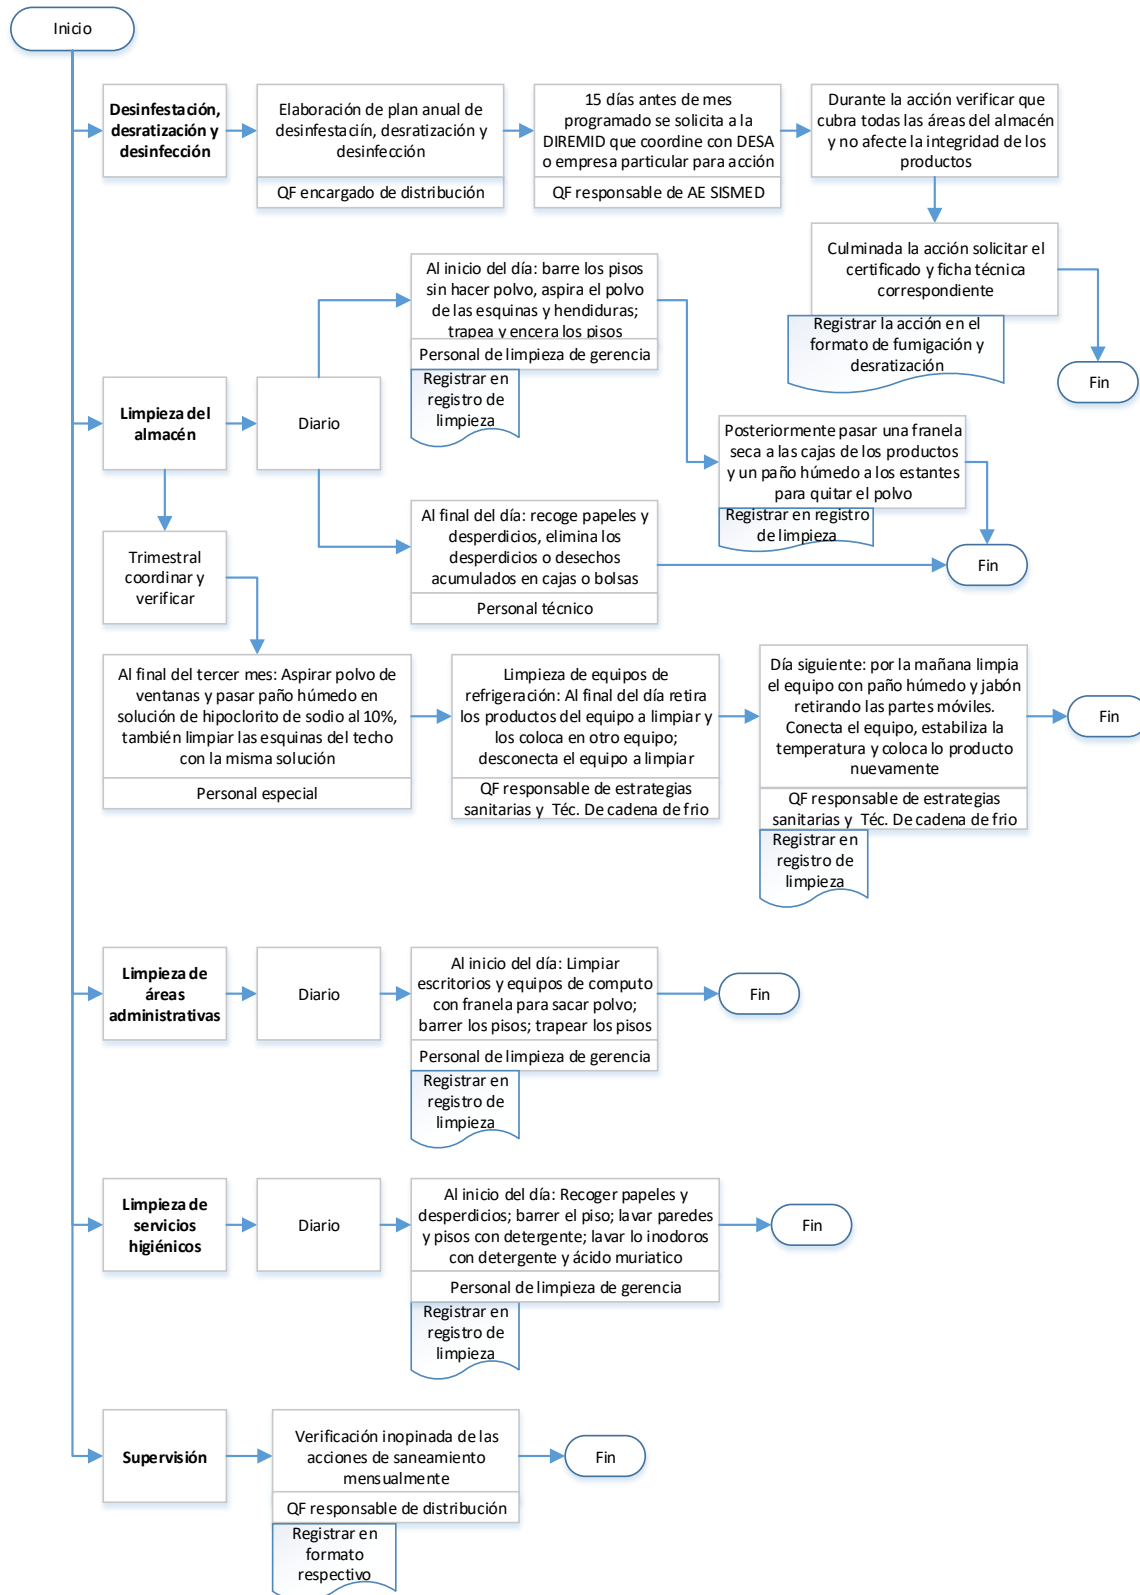 Inicio
Desinfestación,
desratización y
desinfección
Elaboración de plan anual de
desinfestaciín, desratización y
desinfección
QF encargado de distribución
15 días antes de mes
programado se solicita a la
DIREMID que coordine con DESA
o empresa particular para acción
QF responsable de AE SISMED
Durante la acción verificar que
cubra todas las áreas del almacén
y no afecte la integridad de los
productos
Culminada la acción solicitar el
certificado y ficha técnica
correspondiente
Registrar la acción en el
formato de fumigación y
desratización
Fin
Limpieza del
almacén
Diario
Al inicio del día: barre los pisos
sin hacer polvo, aspira el polvo
de las esquinas y hendiduras;
trapea y encera los pisos
Personal de limpieza de gerencia
Registrar en
registro de
limpieza
Posteriormente pasar una franela
seca a las cajas de los productos
y un paño húmedo a los estantes
para quitar el polvo
Registrar en registro
de limpieza
Al final del día: recoge papeles y
desperdicios, elimina los
desperdicios o desechos
acumulados en cajas o bolsas
Personal técnico
Fin
Trimestral
coordinar y
verificar
Al final del tercer mes: Aspirar polvo de
ventanas y pasar paño húmedo en
solución de hipoclorito de sodio al 10%,
también limpiar las esquinas del techo
con la misma solución
Personal especial
Limpieza de equipos de
refrigeración: Al final del día retira
los productos del equipo a limpiar y
los coloca en otro equipo;
desconecta el equipo a limpiar
QF responsable de estrategias
sanitarias y Téc. De cadena de frio
Día siguiente: por la mañana limpia
el equipo con paño húmedo y jabón
retirando las partes móviles.
Conecta el equipo, estabiliza la
temperatura y coloca lo producto
nuevamente
QF responsable de estrategias
sanitarias y Téc. De cadena de frio
Registrar en
registro de
limpieza
Fin
Limpieza de
áreas
administrativas
Diario
Al inicio del día: Limpiar
escritorios y equipos de computo
con franela para sacar polvo;
barrer los pisos; trapear los pisos
Personal de limpieza de gerencia
Registrar en
registro de
limpieza
Fin
Limpieza de
servicios
higiénicos
Diario
Al inicio del día: Recoger papeles y
desperdicios; barrer el piso; lavar paredes
y pisos con detergente; lavar lo inodoros
con detergente y ácido muriatico
Personal de limpieza de gerencia
Registrar en
registro de
limpieza
Fin
Supervisión
Verificación inopinada de las
acciones de saneamiento
mensualmente
QF responsable de distribución
Registrar en
formato
respectivo
Fin